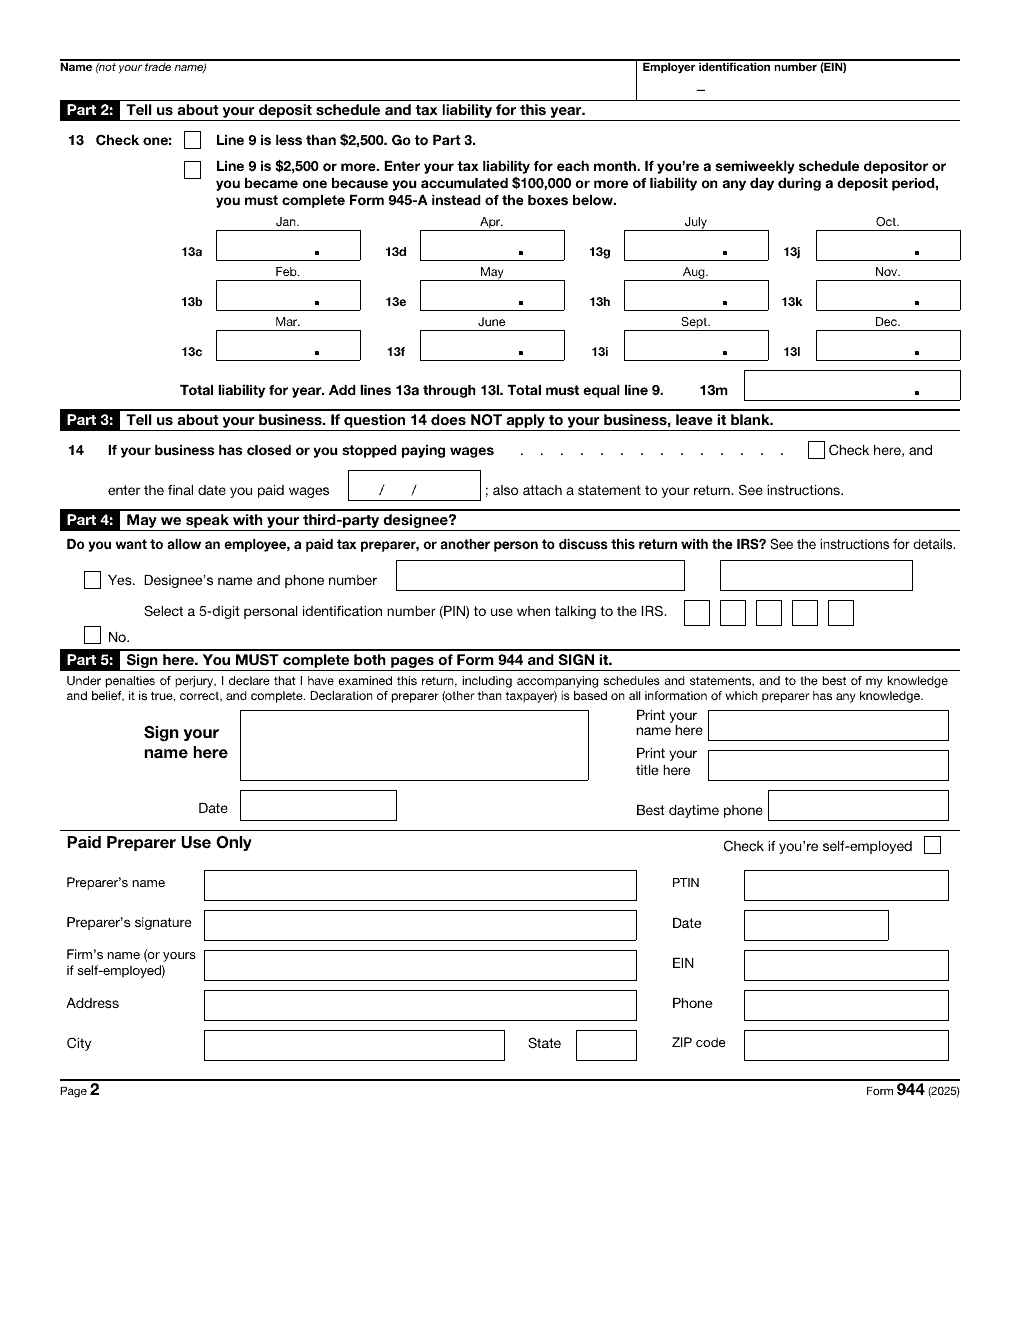 Name (not your trade name) Employer identification number (EIN)
–
Part 2: Tell us about your deposit schedule and tax liability for this year.
13 Check one: Line 9 is less than $2,500. Go to Part 3.
Line 9 is $2,500 or more. Enter your tax liability for each month. If you’re a semiweekly schedule depositor or
you became one because you accumulated $100,000 or more of liability on any day during a deposit period,
you must complete Form 945-A instead of the boxes below.
Jan. Apr. July Oct.
13a . 13d . 13g . 13j .
Feb. May Aug. Nov.
13b . 13e . 13h . 13k .
Mar. June Sept. Dec.
13c . 13f . 13i . 13l .
Total liability for year. Add lines 13a through 13l. Total must equal line 9. 13m .
Part 3: Tell us about your business. If question 14 does NOT apply to your business, leave it blank.
14 If your business has closed or you stopped paying wages . . . . . . . . . . . . . . Check here, and
enter the final date you paid wages / / ; also attach a statement to your return. See instructions.
Part 4: May we speak with your third-party designee?
Do you want to allow an employee, a paid tax preparer, or another person to discuss this return with the IRS? See the instructions for details.
Yes. Designee’s name and phone number
Select a 5-digit personal identification number (PIN) to use when talking to the IRS.
No.
Part 5: Sign here. You MUST complete both pages of Form 944 and SIGN it.
Under penalties of perjury, I declare that I have examined this return, including accompanying schedules and statements, and to the best of my knowledge
and belief, it is true, correct, and complete. Declaration of preparer (other than taxpayer) is based on all information of which preparer has any knowledge.
Sign your
name here
Print your
name here
Print your
title here
Date Best daytime phone
Paid Preparer Use Only Check if you’re self-employed
Preparer’s name PTIN
Preparer’s signature Date
Firm’s name (or yours
if self-employed) EIN
Address Phone
City State ZIP code
Page 2 Form 944 (2025)